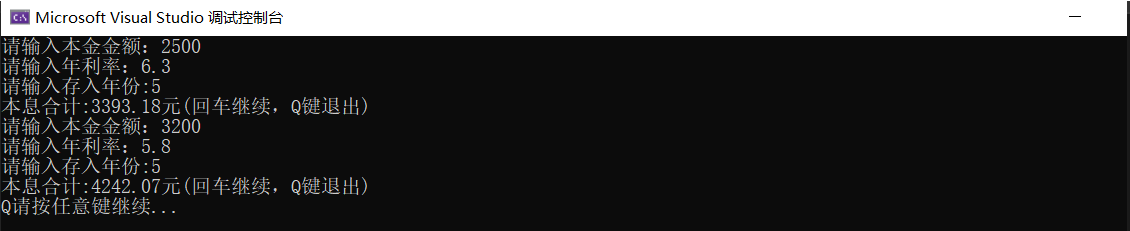 Microsoft Visual Studio 调试控制台
请输入本金金额：2500
请输入年利率：6.3
请输入存入年份:5
本息合计:3393.18元(回车继续，Q键退出)
请输入本金金额：3200
请输入年利率：5.8
请输入存入年份:5
本息合计:4242.07元(回车继续，Q键退出)
Q请按任意键继续...